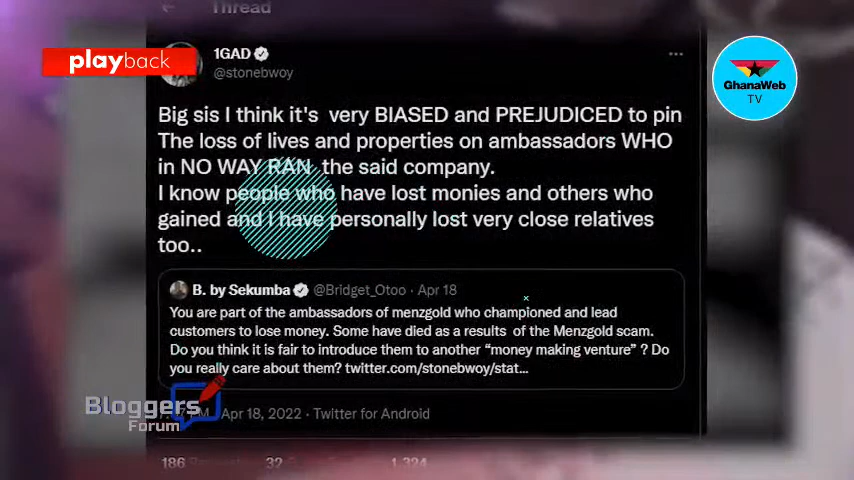 Thread
playback
1GAD
@stonebwoy
GhanaWeb
TV
Big sis I think it's very BIASED and PREJUDICED to pin
The loss of lives and properties on ambassadors WHO
in NO WAY RAN the said company.
I know people who have lost monies and others who
gained and I have personally lost very close relatives
too..
B. by Sekumba @Bridget_Otoo · Apr 18
You are part of the ambassadors of menzgold who championed and lead
customers to lose money. Some have died as a results of the Menzgold scam.
Do you think it is fair to introduce them to another “money making venture” ? Do
you really care about them? twitter.com/stonebwoy/stat...
Bloggers
Forum
PM · Apr 18, 2022 · Twitter for Android
186 32 1,324